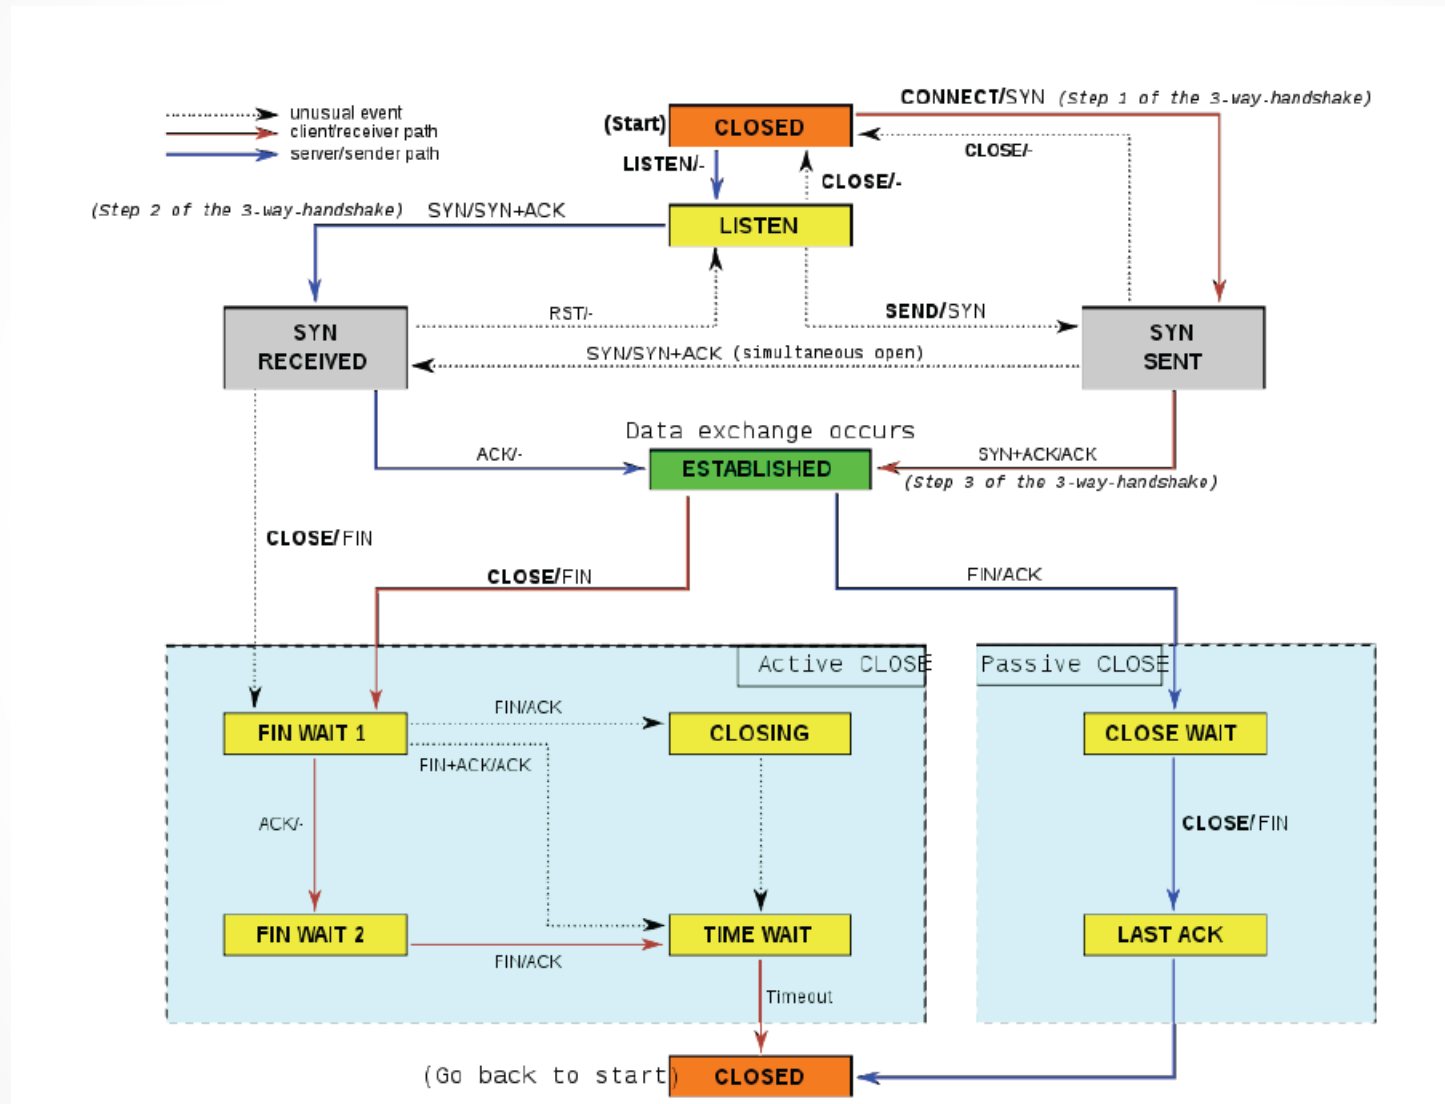 CONNECT/SYN (Step 1 of the 3-way-handshake)
unusual event
client/receiver path
server/sender path
(Start)
CLOSED
CLOSE/-
LISTEN/-
CLOSE/-
(Step 2 of the 3-way-handshake) SYN/SYN+ACK
LISTEN
RST/-
SEND/SYN
SYN
RECEIVED
SYN
SENT
SYN/SYN+ACK (simultaneous open)
Data exchange occurs
ACK/-
ESTABLISHED
SYN+ACK/ACK
(Step 3 of the 3-way-handshake)
CLOSE/FIN
CLOSE/FIN
FIN/ACK
Active CLOSE
Passive CLOSE
FIN/ACK
FIN WAIT 1
CLOSING
CLOSE WAIT
FIN+ACK/ACK
ACK/-
CLOSE/FIN
FIN WAIT 2
TIME WAIT
LAST ACK
FIN/ACK
Timeout
(Go back to start)
CLOSED